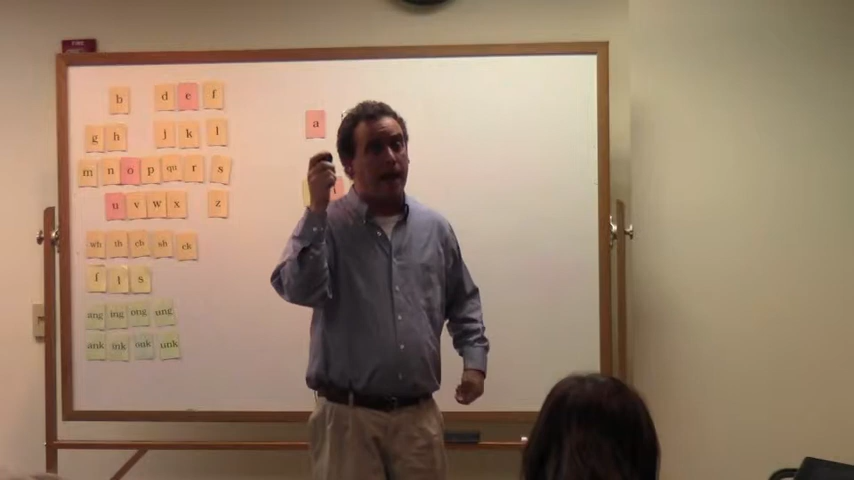 b d e f
a
g h j k l
m n o p qu r s
u v w x z
wh th ch sh ck
f l s
ang ing ong ung
ank ink onk unk